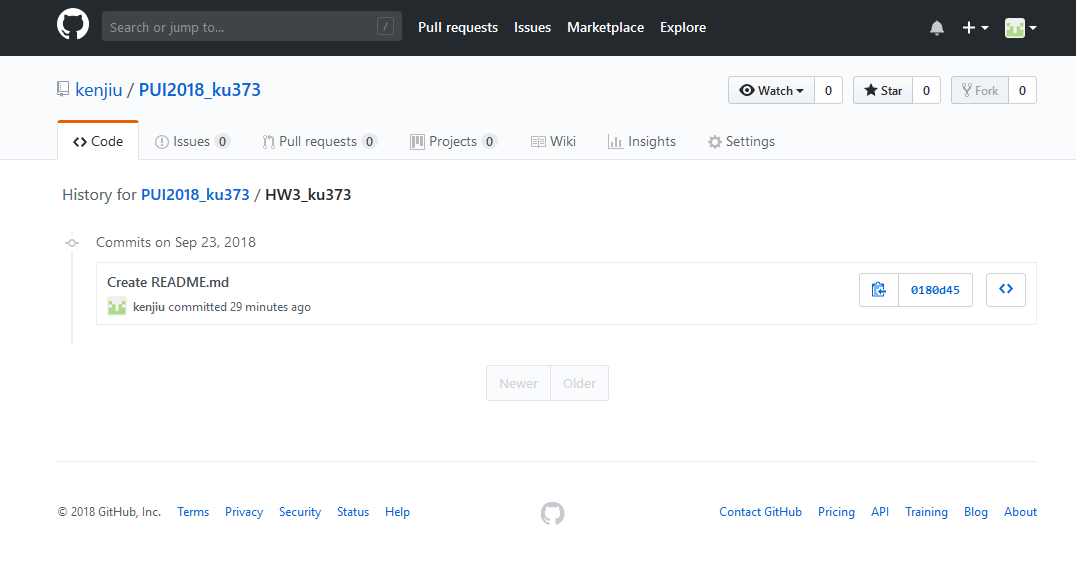 Search or jump to... / Pull requests Issues Marketplace Explore
kenjiu / PUI2018_ku373 Watch 0 Star 0 Fork 0
Code Issues 0 Pull requests 0 Projects 0 Wiki Insights Settings
History for PUI2018_ku373 / HW3_ku373
Commits on Sep 23, 2018
Create README.md
kenjiu committed 29 minutes ago
0180d45
Newer Older
© 2018 GitHub, Inc. Terms Privacy Security Status Help Contact GitHub Pricing API Training Blog About